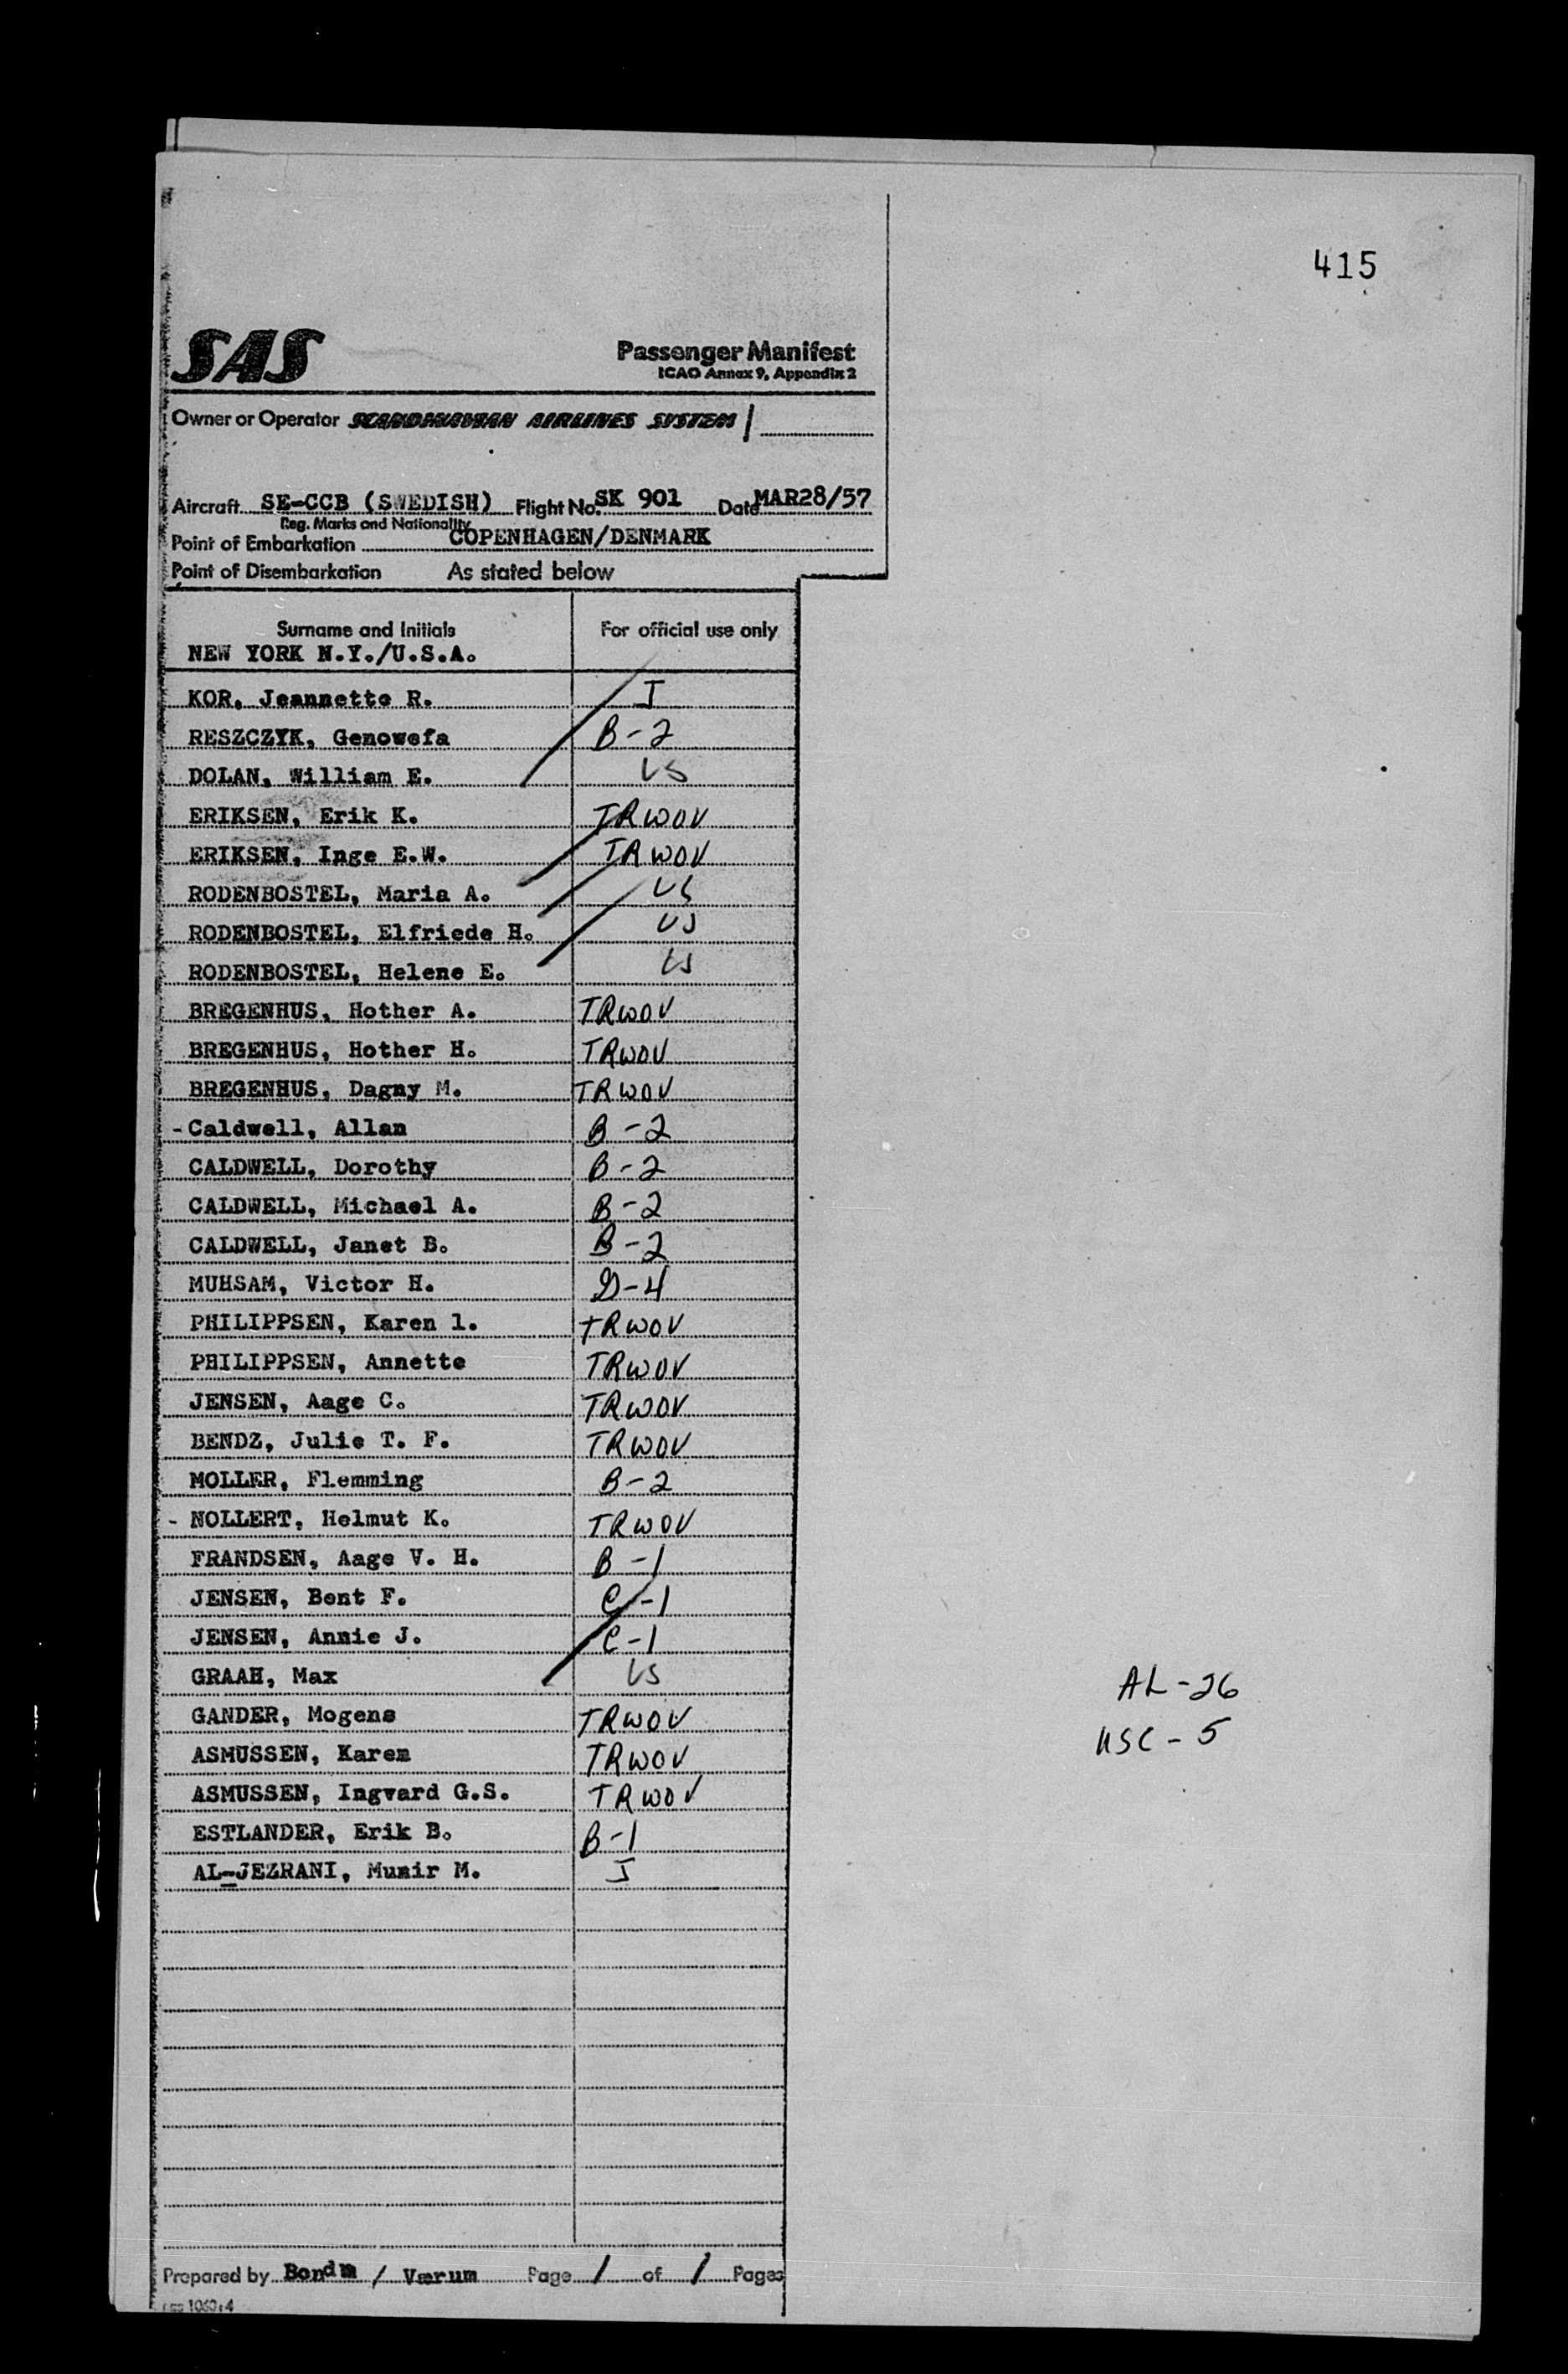 415
SAS
Passenger Manifest
ICAO Annex 9, Appendix 2
Owner or Operator SCANDINAVIAN AIRLINES SYSTEM
Aircraft SE-CCB (SWEDISH) Flight No. SK 901 Date MAR28/57
Reg. Marks and Nationality
Point of Embarkation COPENHAGEN/DENMARK
Point of Disembarkation As stated below
Surname and Initials For official use only
NEW YORK N.Y./U.S.A.
KOR, Jeannette R. I
RESZCZYK, Genowefa B-2
DOLAN, William E. US
ERIKSEN, Erik K. TRWOV
ERIKSEN, Inge E.W. TRWOV
RODENBOSTEL, Maria A. US
RODENBOSTEL, Elfriede H. US
RODENBOSTEL, Helene E. US
BREGENHUS, Hother A. TRWOV
BREGENHUS, Hother H. TRWOV
BREGENHUS, Dagny M. TRWOV
- Caldwell, Allan B-2
CALDWELL, Dorothy B-2
CALDWELL, Michael A. B-2
CALDWELL, Janet B. B-2
MUHSAM, Victor H. D-4
PHILIPPSEN, Karen l. TRWOV
PHILIPPSEN, Annette TRWOV
JENSEN, Aage C. TRWOV
BENDZ, Julie T. F. TRWOV
MOLLER, Flemming B-2
- NOLLERT, Helmut K. TRWOV
FRANDSEN, Aage V. H. B-1
JENSEN, Bent F. C-1
JENSEN, Annie J. C-1
GRAAH, Max US
AL-26
GANDER, Mogens TRWOV
USC-5
ASMUSSEN, Karen TRWOV
ASMUSSEN, Ingvard G.S. TRWOV
ESTLANDER, Erik B. B-1
AL-JEZRANI, Munir M. I
Prepared by Bondm / Værum Page 1 of 1 Pages